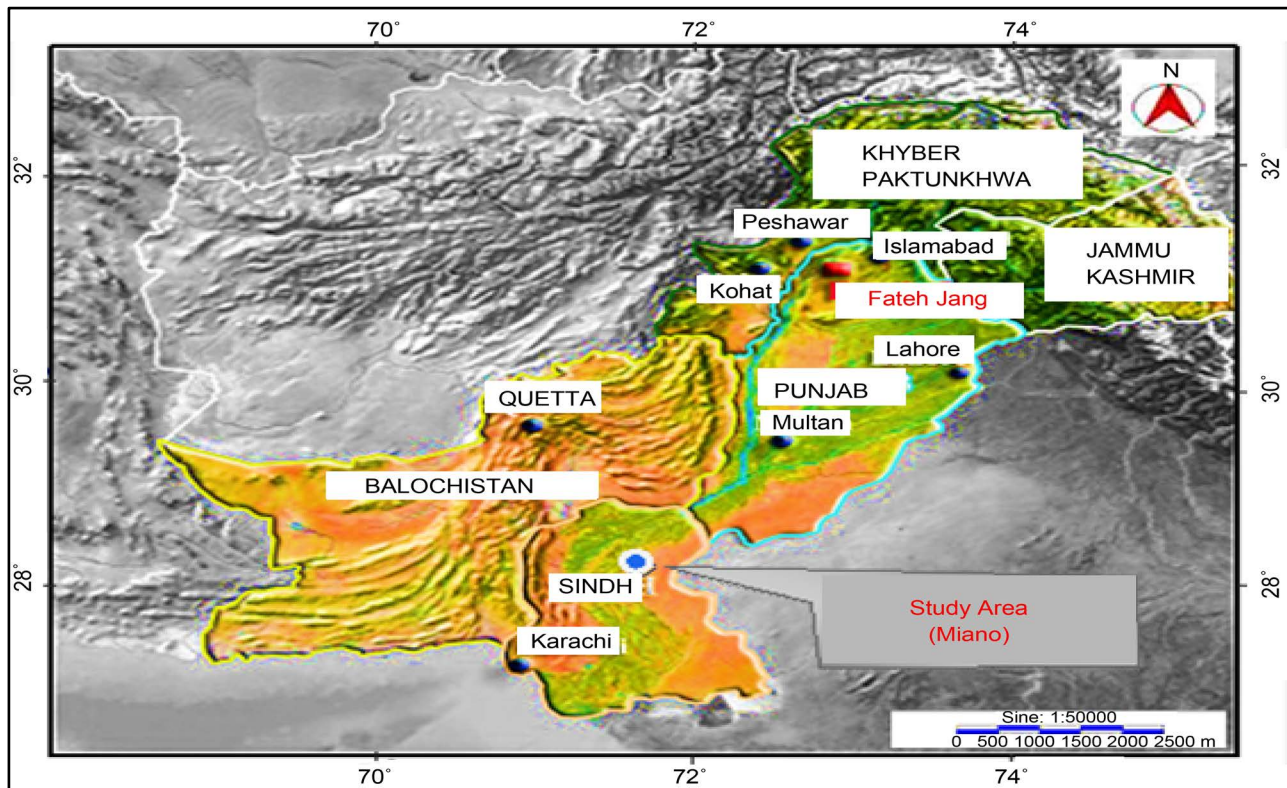 70°
72°
74°
N
32°
32°
KHYBER
PAKTUNKHWA
Peshawar
Islamabad
JAMMU
KASHMIR
Kohat
Fateh Jang
Lahore
30°
30°
QUETTA
PUNJAB
Multan
BALOCHISTAN
28°
28°
SINDH
Study Area
(Miano)
Karachi
Sine: 1:50000
0 500 1000 1500 2000 2500 m
70°
72°
74°